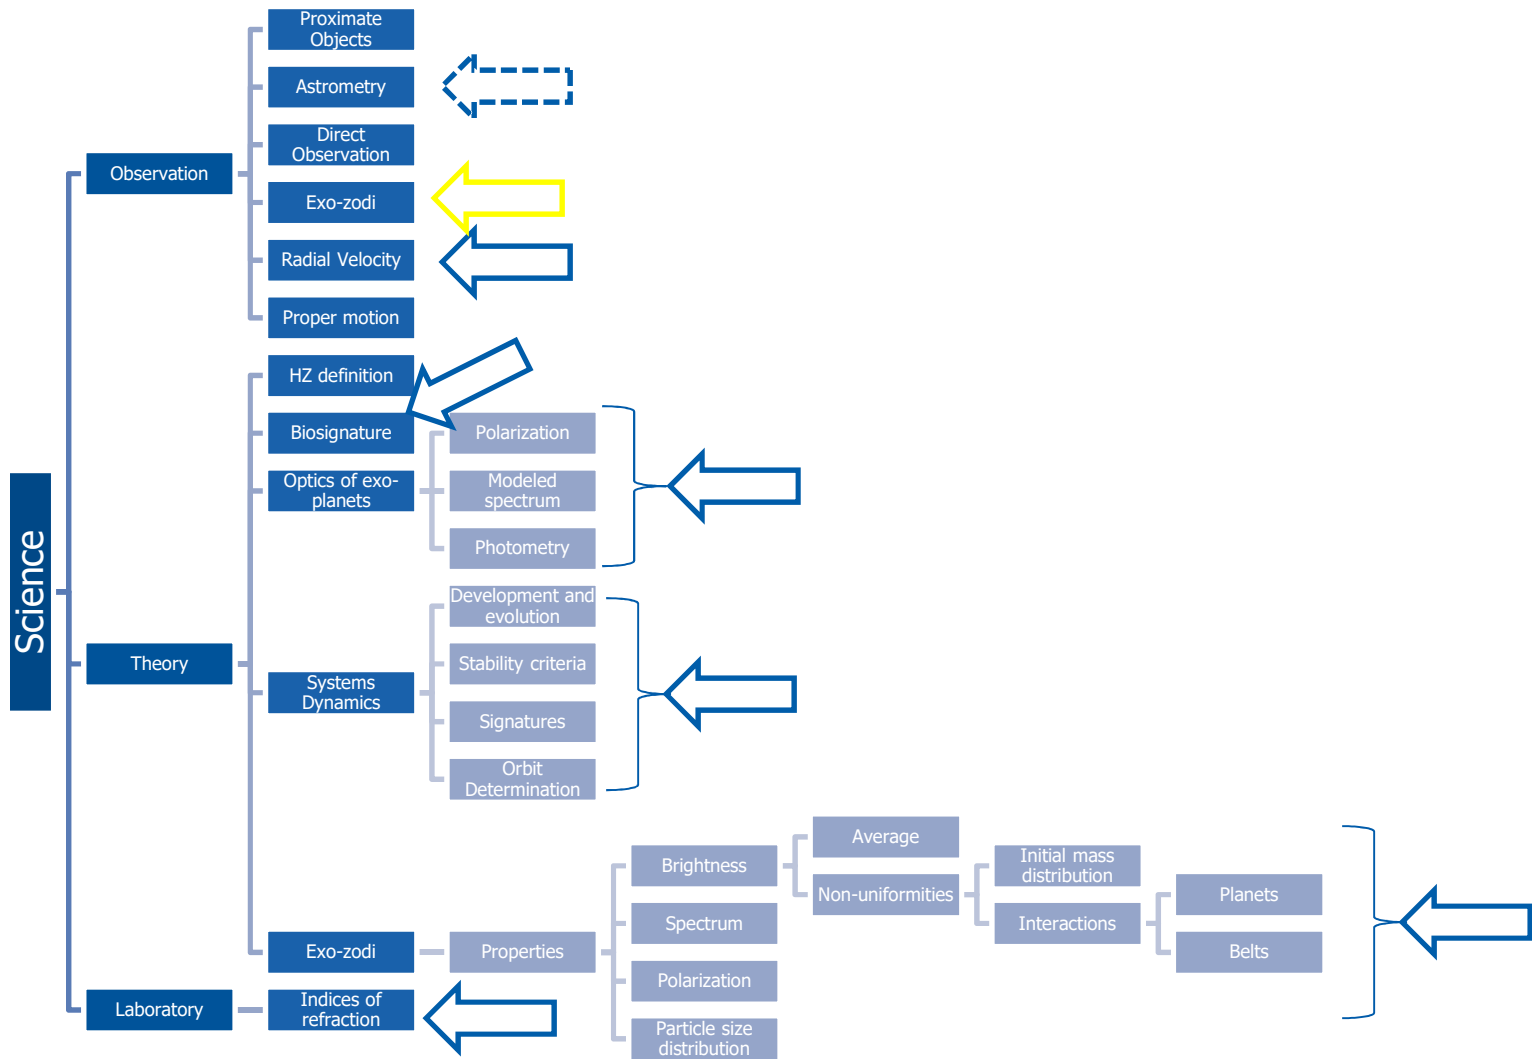 Science
Observation
Proximate
Objects
Astrometry
Direct
Observation
Exo-zodi
Radial Velocity
Proper motion
Theory
HZ definition
Biosignature
Optics of exo-
planets
Polarization
Modeled
spectrum
Photometry
Systems
Dynamics
Development and
evolution
Stability criteria
Signatures
Orbit
Determination
Exo-zodi
Properties
Brightness
Average
Non-uniformities
Initial mass
distribution
Interactions
Planets
Belts
Spectrum
Polarization
Particle size
distribution
Laboratory
Indices of
refraction